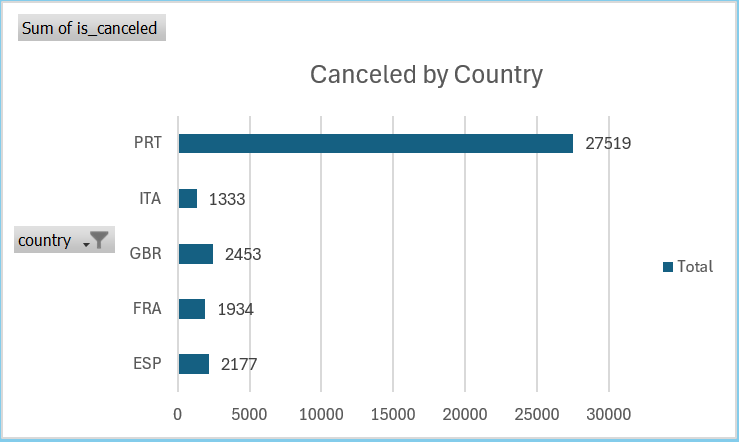 Sum of is_canceled
Canceled by Country
PRT 27519
ITA 1333
country
GBR 2453
Total
FRA 1934
ESP 2177
0 5000 10000 15000 20000 25000 30000